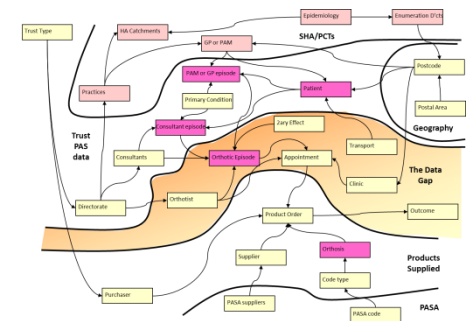 Trust Type
HA Catchments
Epidemiology
Enumeration D'cts
SHA/PCTs
GP or PAM
Postcode
PAM or GP episode
Practices
Patient
Primary Condition
Postal Area
Geography
Trust
PAS
data
Consultant episode
2ary Effect
Transport
Consultants
Orthotic Episode
Appointment
The Data
Gap
Clinic
Orthotist
Directorate
Product Order
Outcome
Orthosis
Products
Supplied
Supplier
Code type
Purchaser
PASA suppliers
PASA
PASA code